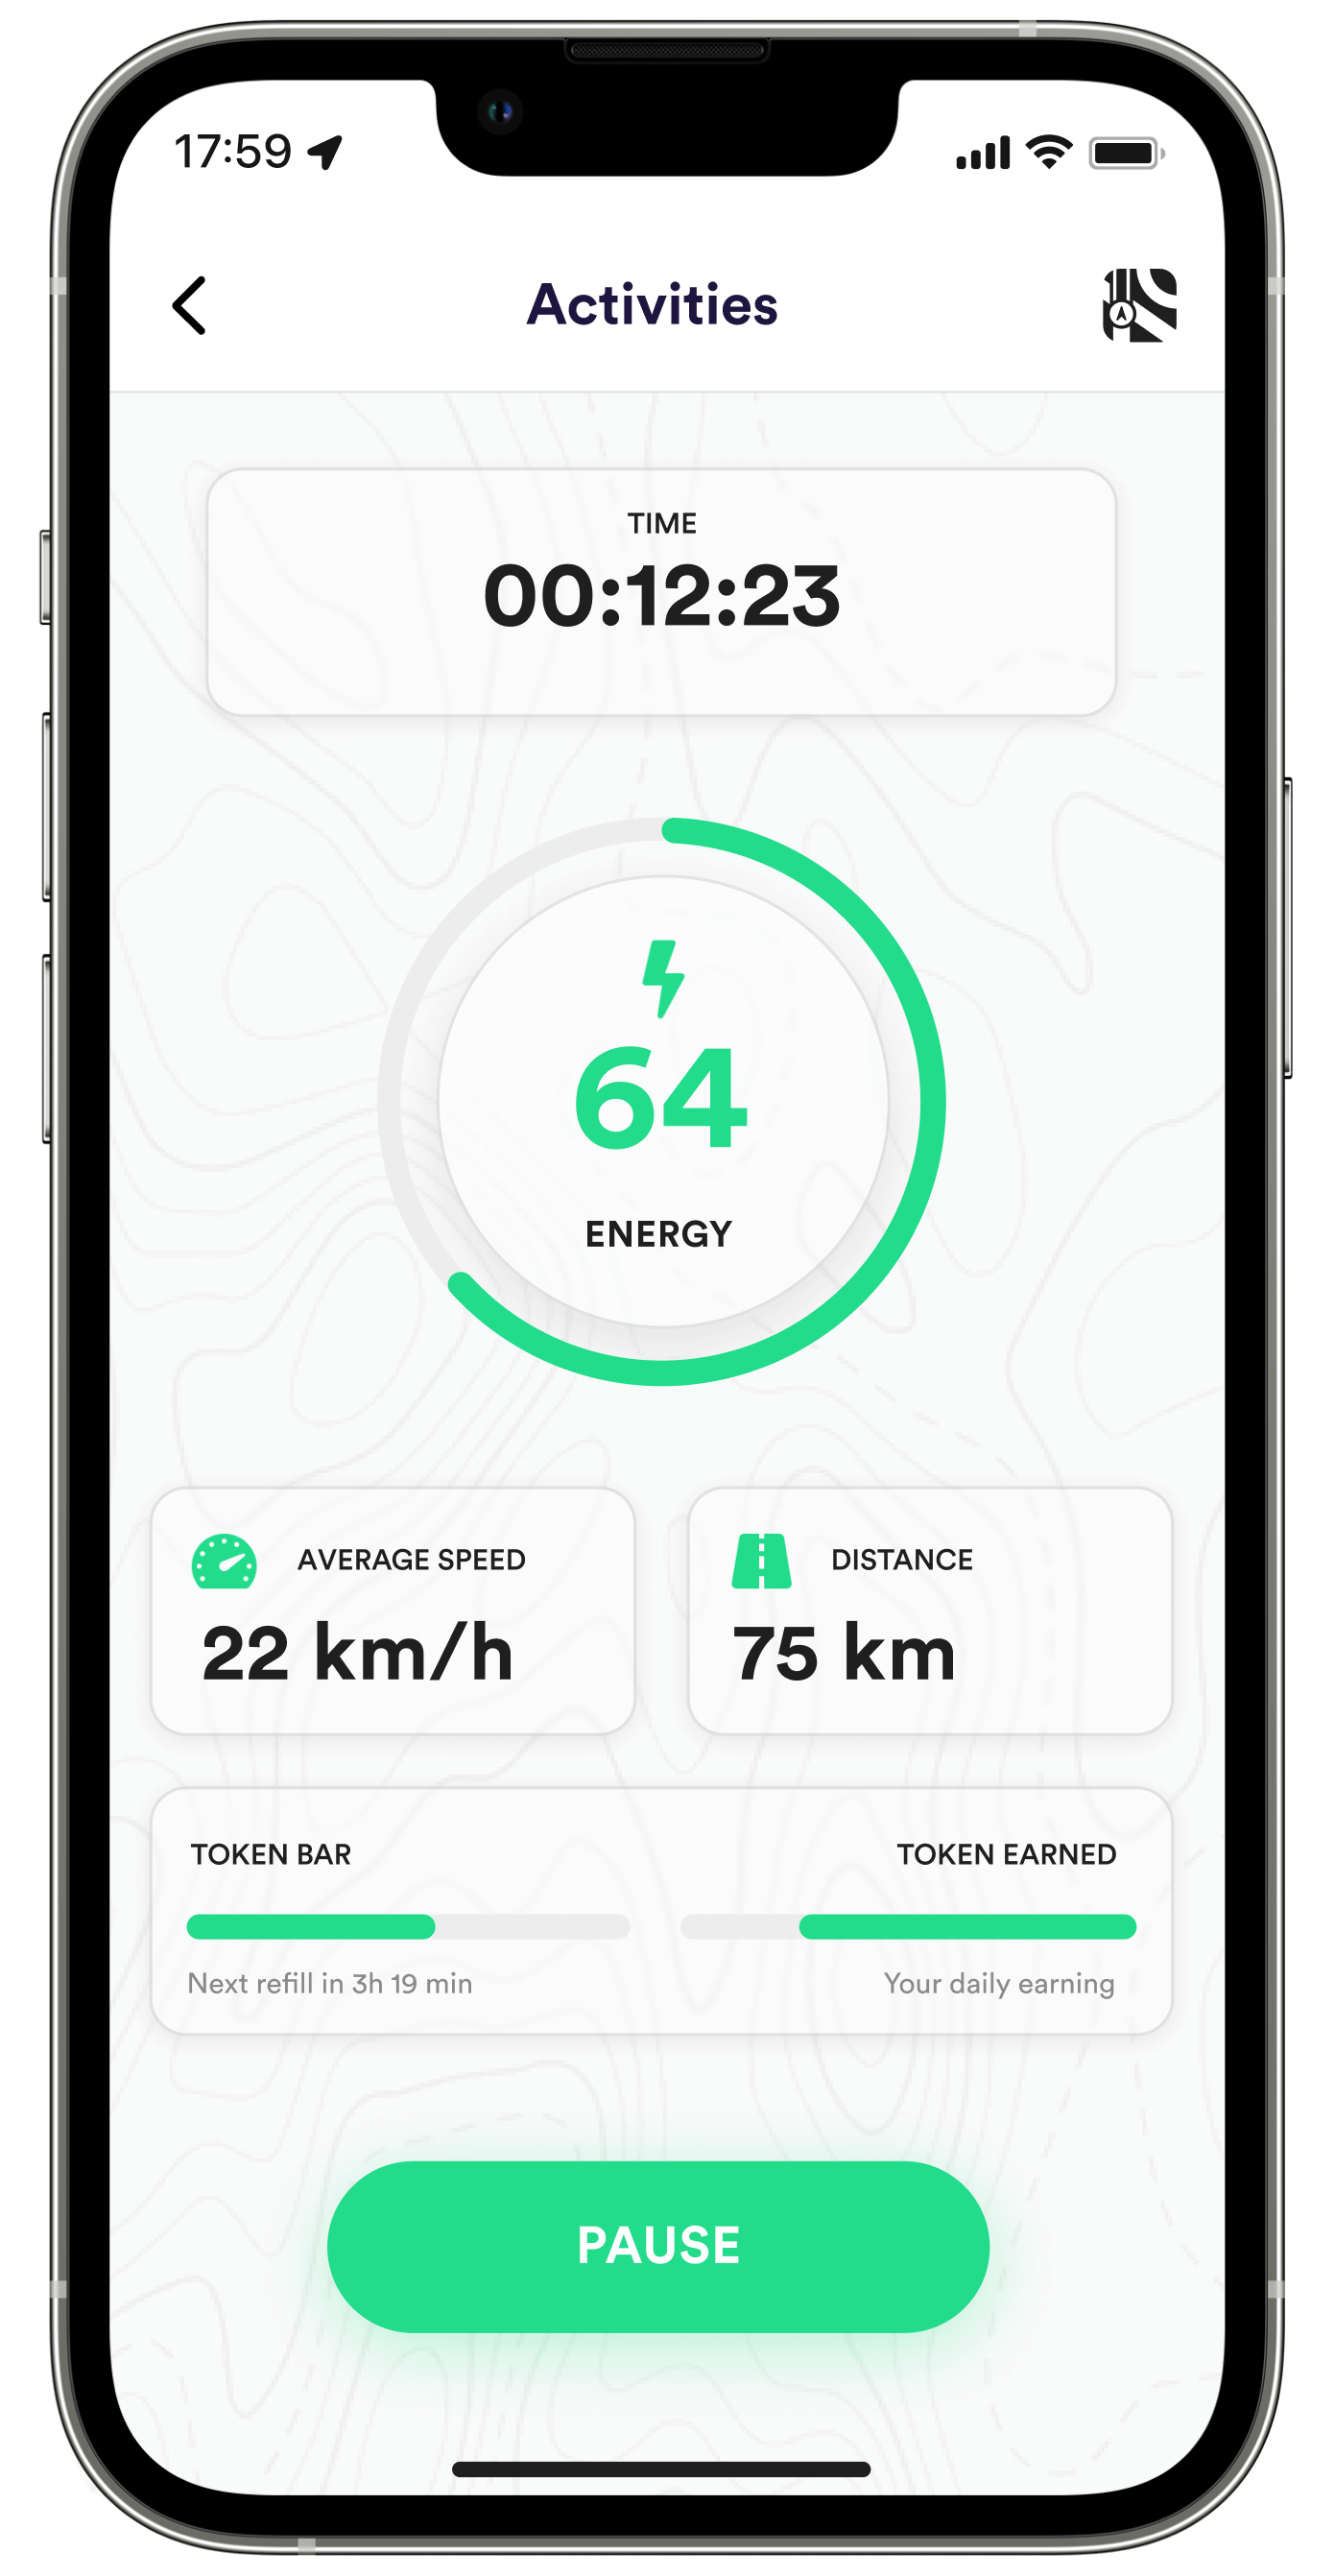 17:59
Activities
TIME
00:12:23
64
ENERGY
AVERAGE SPEED
22 km/h
DISTANCE
75 km
TOKEN BAR
TOKEN EARNED
Next refill in 3h 19 min
Your daily earning
PAUSE